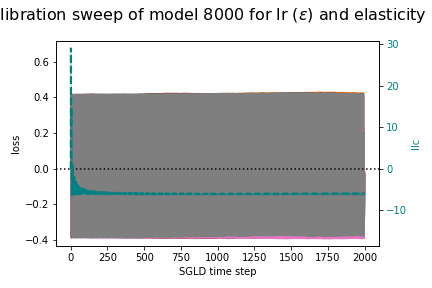 libration sweep of model 8000 for lr (ε) and elasticity
0.6
0.4
0.2
0.0
−0.2
−0.4
loss
30
20
10
0
−10
llc
0 250 500 750 1000 1250 1500 1750 2000
SGLD time step